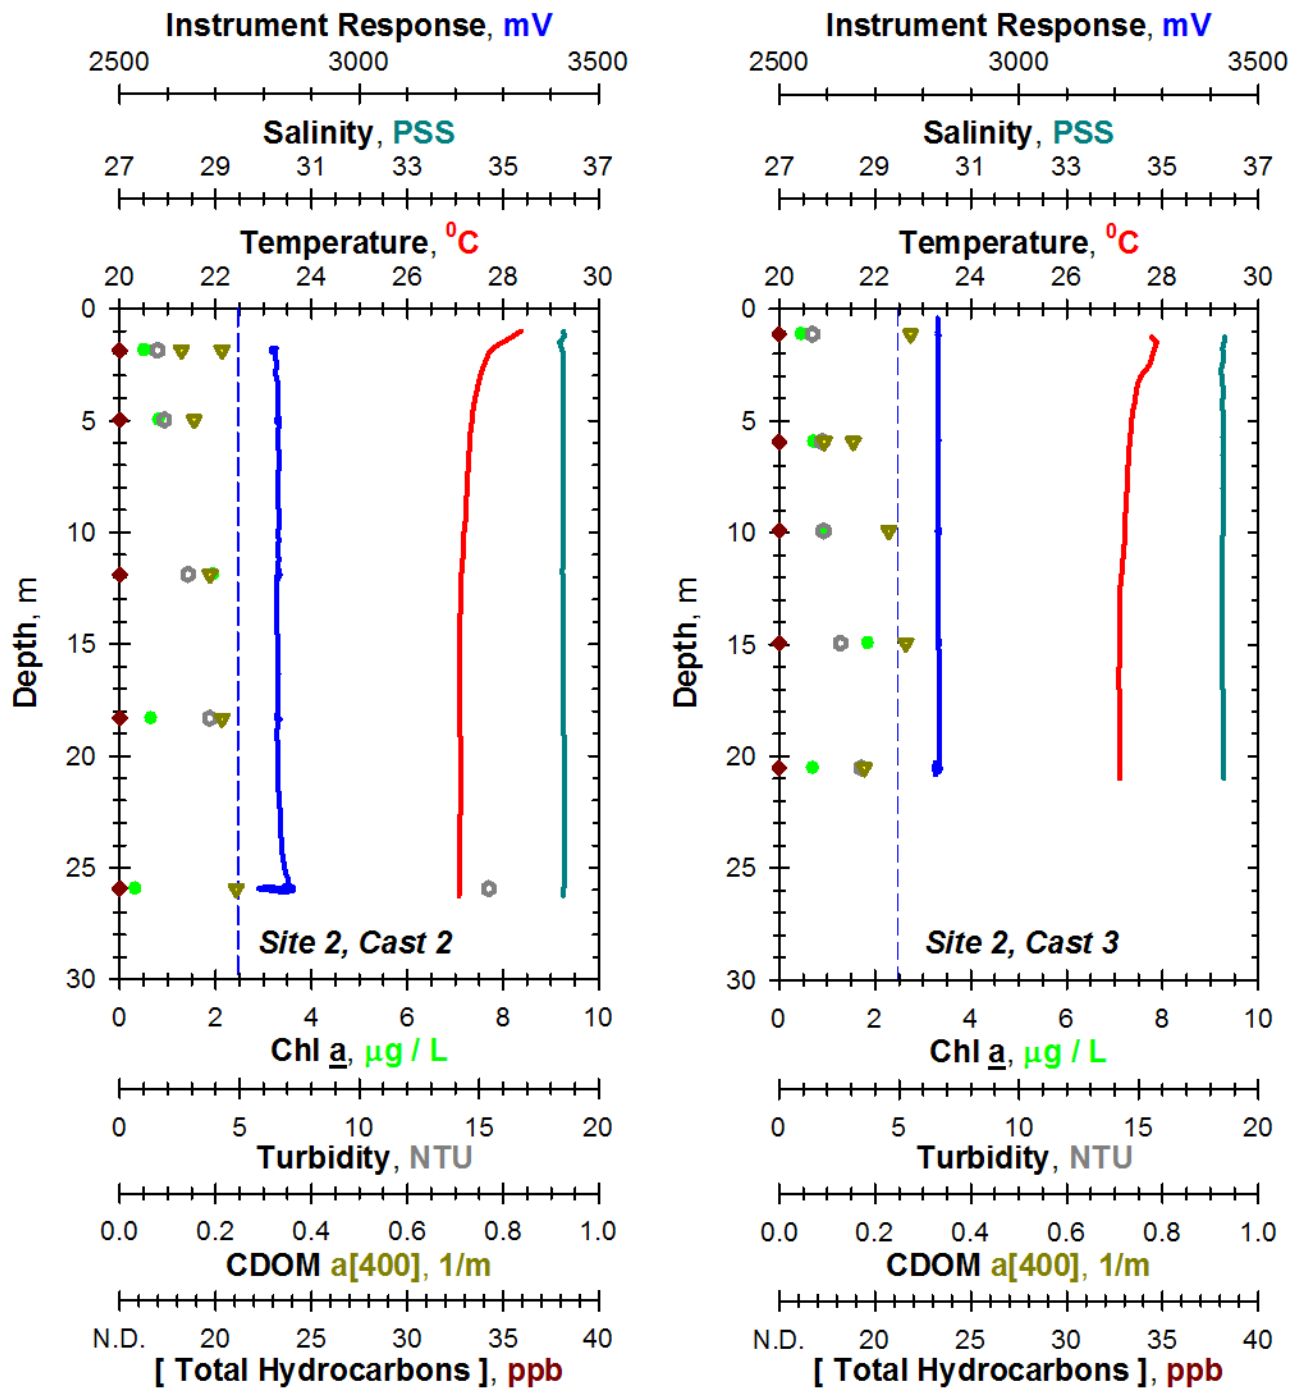 Instrument Response, mV
2500 3000 3500
Salinity, PSS
27 29 31 33 35 37
Temperature, ⁰C
20 22 24 26 28 30
0
5
10
15
20
25
30
Depth, m
Site 2, Cast 2
0 2 4 6 8 10
Chl a, µg / L
0 5 10 15 20
Turbidity, NTU
0.0 0.2 0.4 0.6 0.8 1.0
CDOM a[400], 1/m
N.D. 20 25 30 35 40
[ Total Hydrocarbons ], ppb
Instrument Response, mV
2500 3000 3500
Salinity, PSS
27 29 31 33 35 37
Temperature, ⁰C
20 22 24 26 28 30
0
5
10
15
20
25
30
Depth, m
Site 2, Cast 3
0 2 4 6 8 10
Chl a, µg / L
0 5 10 15 20
Turbidity, NTU
0.0 0.2 0.4 0.6 0.8 1.0
CDOM a[400], 1/m
N.D. 20 25 30 35 40
[ Total Hydrocarbons ], ppb